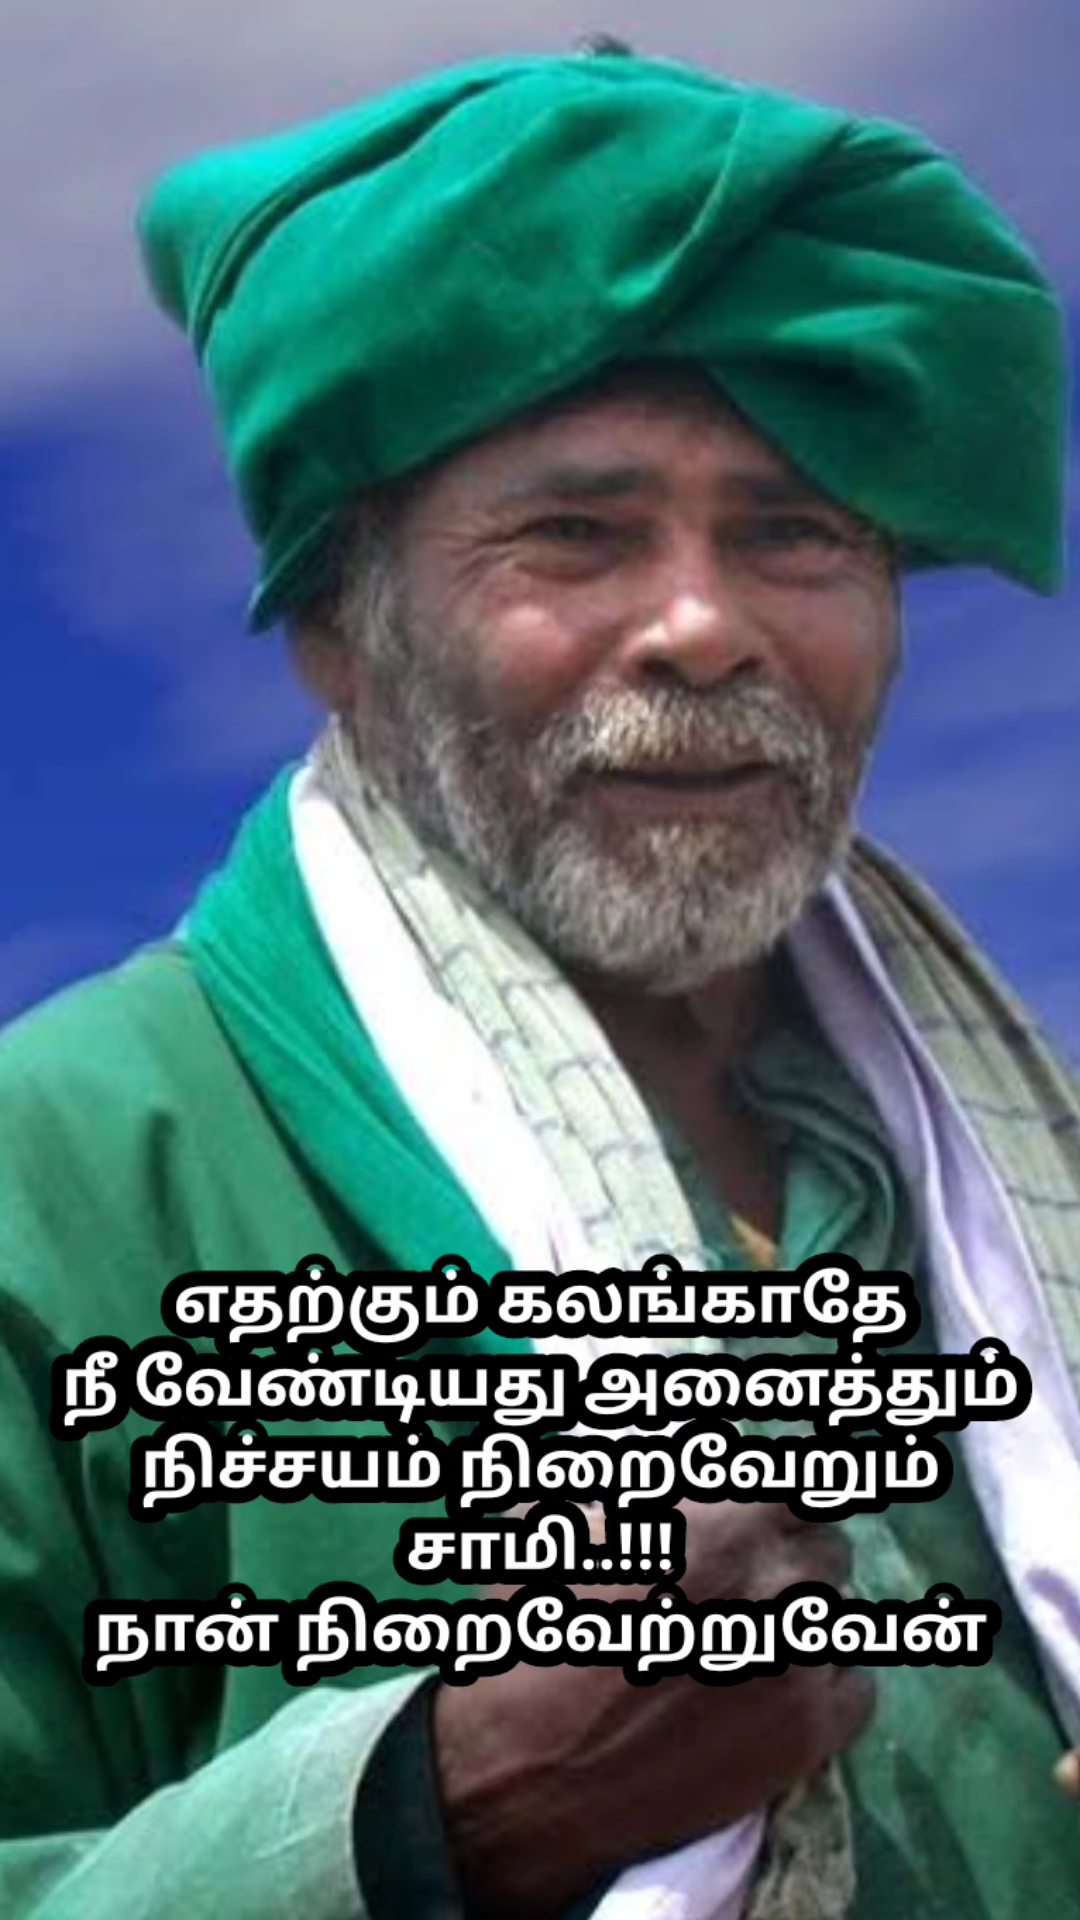 எதற்கும் கலங்காதே
நீ வேண்டியது அனைத்தும்
நிச்சயம் நிறைவேறும்
சாமி..!!!
நான் நிறைவேற்றுவேன்